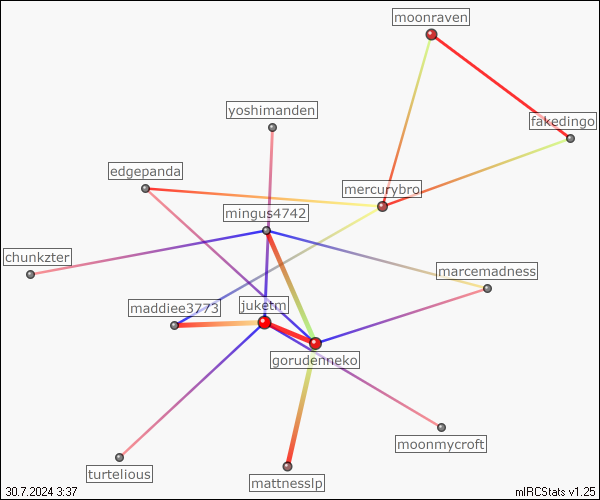 moonraven
yoshimanden
fakedingo
edgepanda
mercurybro
mingus4742
chunkzter
marcemadness
maddiee3773
juketm
gorudenneko
moonmycroft
turtelious
mattnesslp
30.7.2024 3:37
mIRCStats v1.25